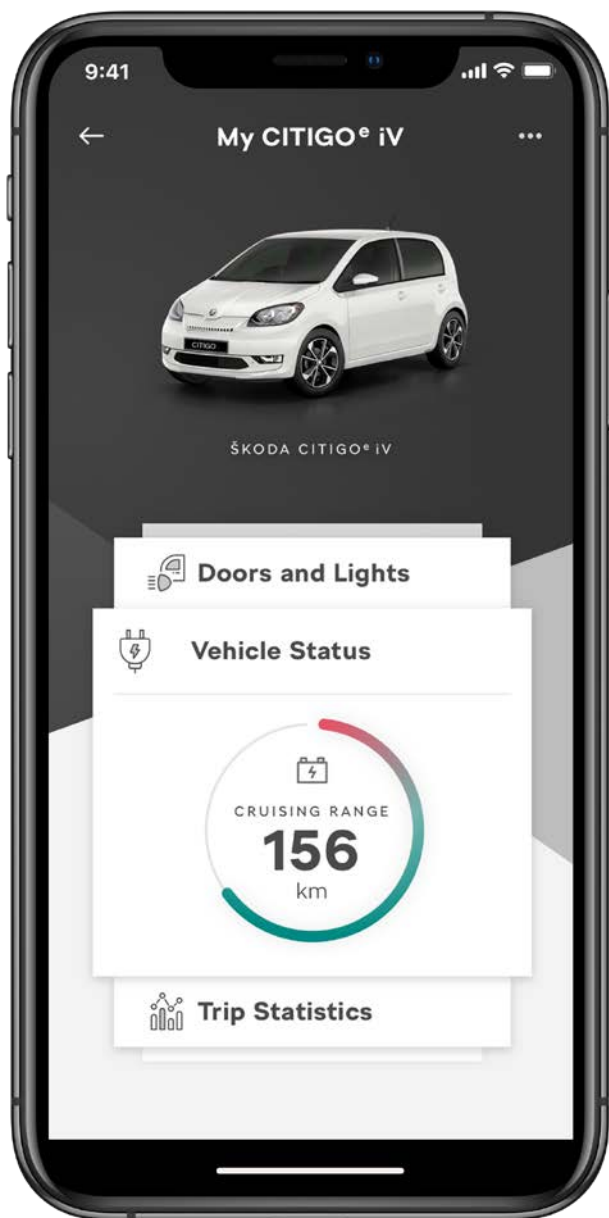 9:41
My CITIGOᵉ iV
CITIGO
ŠKODA CITIGOᵉ iV
Doors and Lights
Vehicle Status
CRUISING RANGE
156
km
Trip Statistics